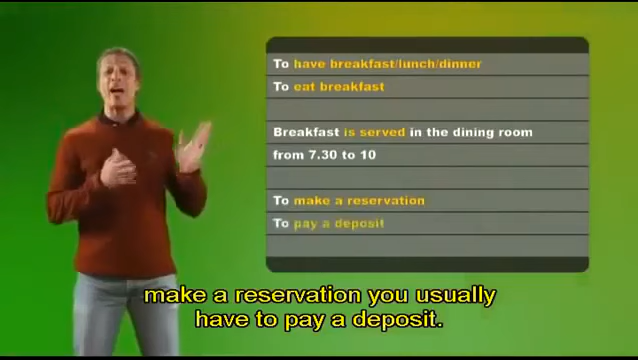 To have breakfast/lunch/dinner
To eat breakfast
Breakfast is served in the dining room
from 7.30 to 10
To make a reservation
To pay a deposit
make a reservation you usually
have to pay a deposit.